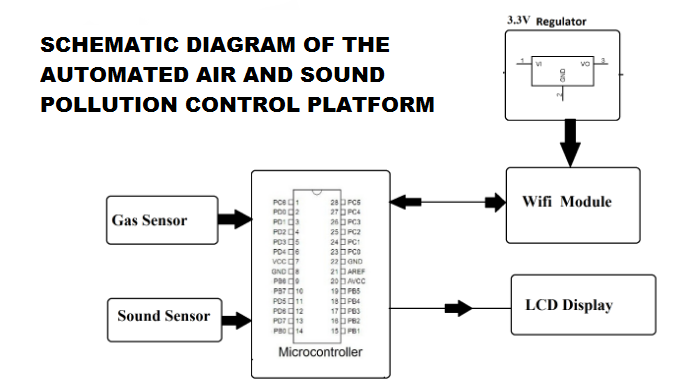 3.3V Regulator
SCHEMATIC DIAGRAM OF THE
AUTOMATED AIR AND SOUND
POLLUTION CONTROL PLATFORM
1 VI VO 3
GND
2
Gas Sensor
Sound Sensor
PC6 1 28 PC5
PD0 2 27 PC4
PD1 3 26 PC3
PD2 4 25 PC2
PD3 5 24 PC1
PD4 6 23 PC0
VCC 7 22 GND
GND 8 21 AREF
PB6 9 20 AVCC
PB7 10 19 PB5
PD5 11 18 PB4
PD6 12 17 PB3
PD7 13 16 PB2
PB0 14 15 PB1
Microcontroller
Wifi Module
LCD Display